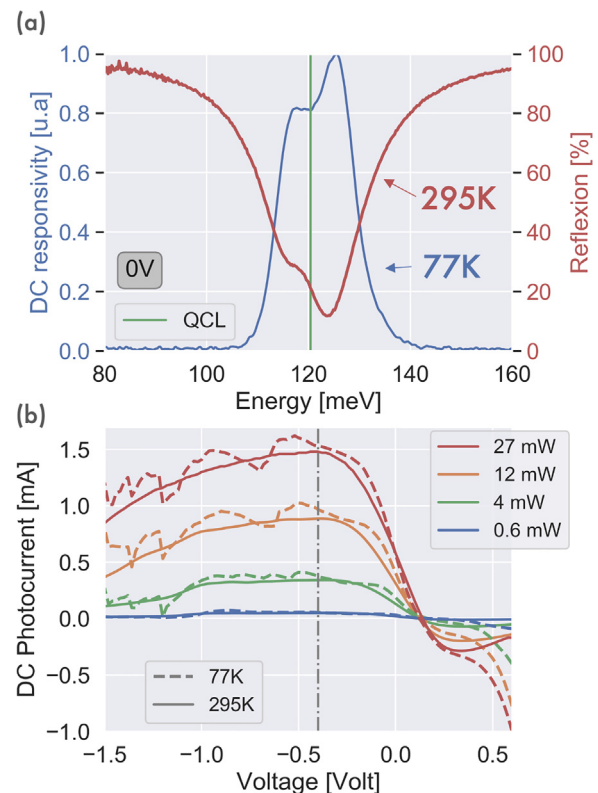 (a)
DC responsivity [u.a]
1.0
0.8
0.6
0.4
0.2
0.0
100
80
60
40
20
0
Reflexion [%]
295K
77K
0V
QCL
80 100 120 140 160
Energy [meV]
(b)
DC Photocurrent [mA]
1.5
1.0
0.5
0.0
−0.5
−1.0
27 mW
12 mW
4 mW
0.6 mW
77K
295K
−1.5 −1.0 −0.5 0.0 0.5
Voltage [Volt]